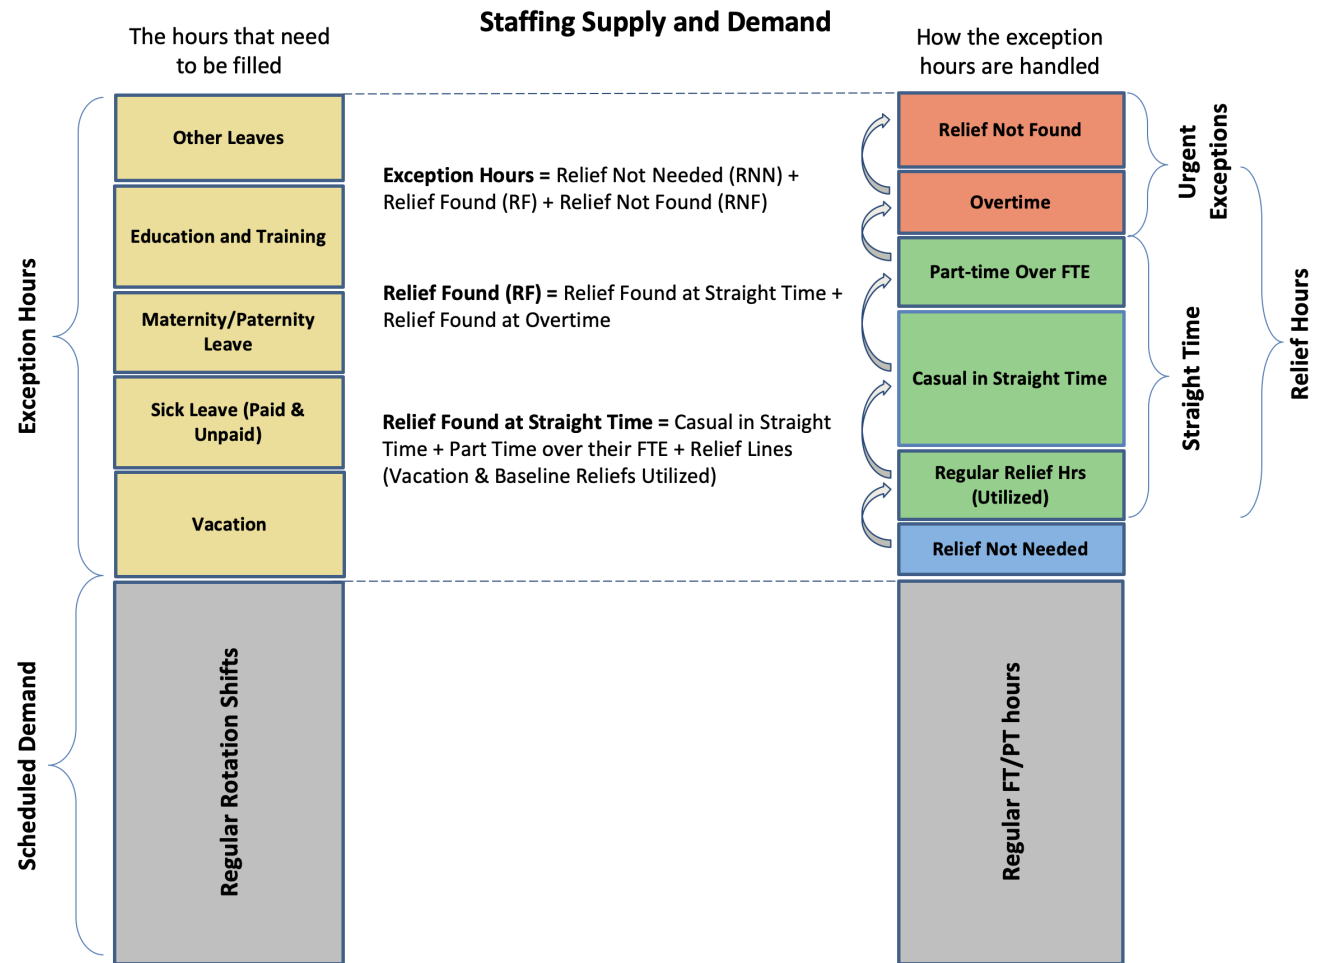 Staffing Supply and Demand
The hours that need
to be filled
How the exception
hours are handled
Exception Hours
Other Leaves
Education and Training
Maternity/Paternity
Leave
Sick Leave (Paid &
Unpaid)
Vacation
Scheduled Demand
Regular Rotation Shifts
Exception Hours = Relief Not Needed (RNN) +
Relief Found (RF) + Relief Not Found (RNF)
Relief Found (RF) = Relief Found at Straight Time +
Relief Found at Overtime
Relief Found at Straight Time = Casual in Straight
Time + Part Time over their FTE + Relief Lines
(Vacation & Baseline Reliefs Utilized)
Relief Not Found
Overtime
Part-time Over FTE
Casual in Straight Time
Regular Relief Hrs
(Utilized)
Relief Not Needed
Regular FT/PT hours
Urgent
Exceptions
Straight Time
Relief Hours